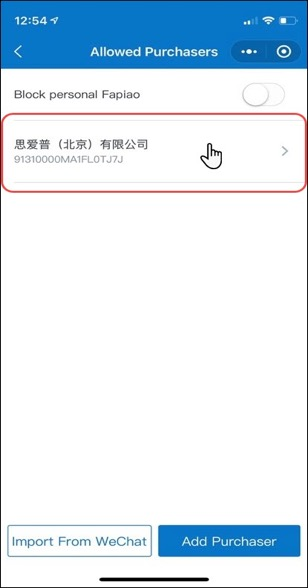 12:54
Allowed Purchasers
Block personal Fapiao
思爱普（北京）有限公司
91310000MA1FL0TJ7J
Import From WeChat
Add Purchaser